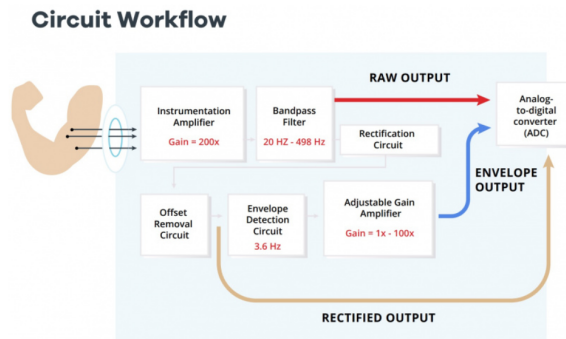 Circuit Workflow
RAW OUTPUT
Instrumentation
Amplifier
Gain = 200x
Bandpass
Filter
20 HZ - 498 Hz
Analog-
to-digital
converter
(ADC)
Rectification
Circuit
ENVELOPE
OUTPUT
Offset
Removal
Circuit
Envelope
Detection
Circuit
3.6 Hz
Adjustable Gain
Amplifier
Gain = 1x - 100x
RECTIFIED OUTPUT